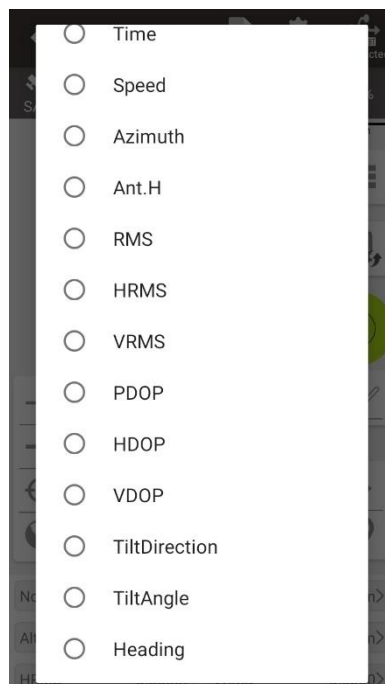 Time
Speed
Azimuth
Ant.H
RMS
HRMS
VRMS
PDOP
HDOP
VDOP
TiltDirection
TiltAngle
Heading